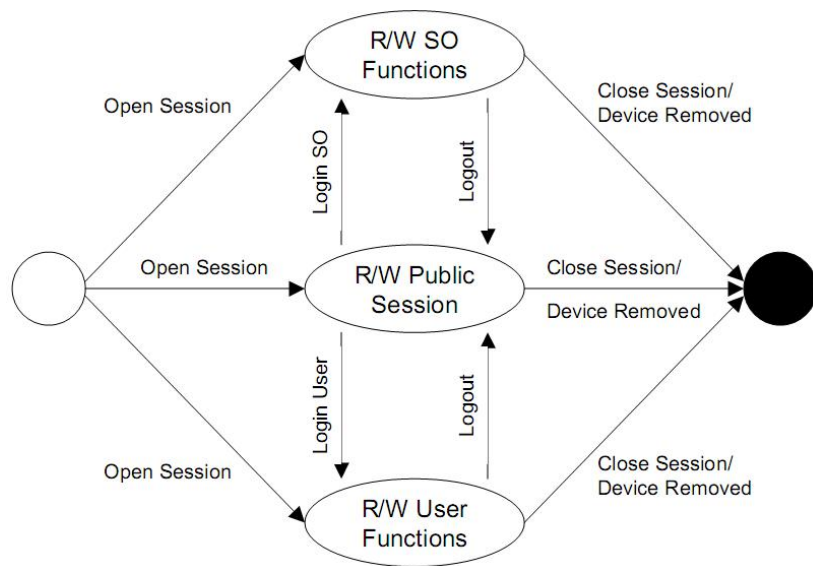 R/W SO
Functions
Open Session
Close Session/
Device Removed
Login SO
Logout
Open Session
R/W Public
Session
Close Session/
Device Removed
Login User
Logout
Open Session
Close Session/
Device Removed
R/W User
Functions